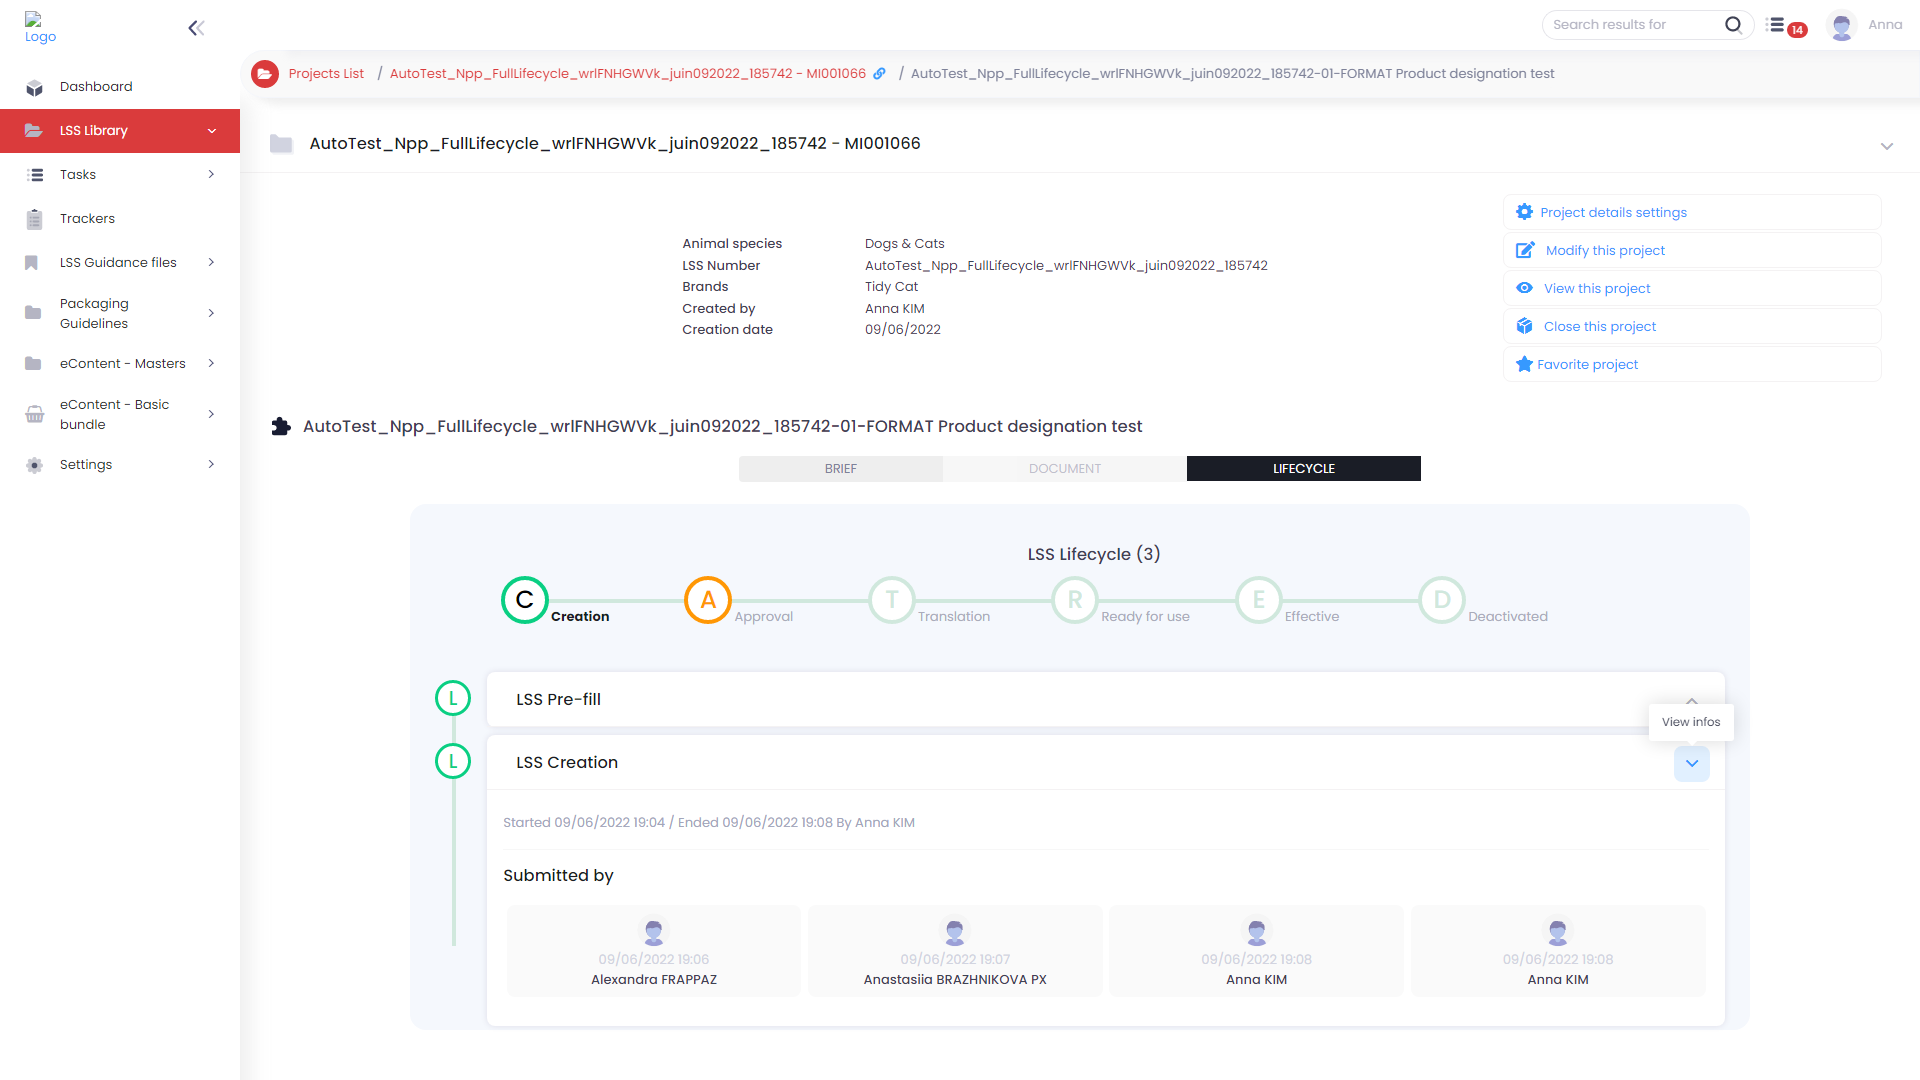 Logo
Search results for
14
Anna
Dashboard
LSS Library
Tasks
Trackers
LSS Guidance files
Packaging
Guidelines
eContent - Masters
eContent - Basic
bundle
Settings
Projects List / AutoTest_Npp_FullLifecycle_wrlFNHGWVk_juin092022_185742 - MI001066 / AutoTest_Npp_FullLifecycle_wrlFNHGWVk_juin092022_185742-01-FORMAT Product designation test
AutoTest_Npp_FullLifecycle_wrlFNHGWVk_juin092022_185742 - MI001066
Animal species Dogs & Cats
LSS Number AutoTest_Npp_FullLifecycle_wrlFNHGWVk_juin092022_185742
Brands Tidy Cat
Created by Anna KIM
Creation date 09/06/2022
Project details settings
Modify this project
View this project
Close this project
Favorite project
AutoTest_Npp_FullLifecycle_wrlFNHGWVk_juin092022_185742-01-FORMAT Product designation test
BRIEF DOCUMENT LIFECYCLE
LSS Lifecycle (3)
C Creation A Approval T Translation R Ready for use E Effective D Deactivated
L LSS Pre-fill
View infos
L LSS Creation
Started 09/06/2022 19:04 / Ended 09/06/2022 19:08 By Anna KIM
Submitted by
09/06/2022 19:06 09/06/2022 19:07 09/06/2022 19:08 09/06/2022 19:08
Alexandra FRAPPAZ Anastasiia BRAZHNIKOVA PX Anna KIM Anna KIM